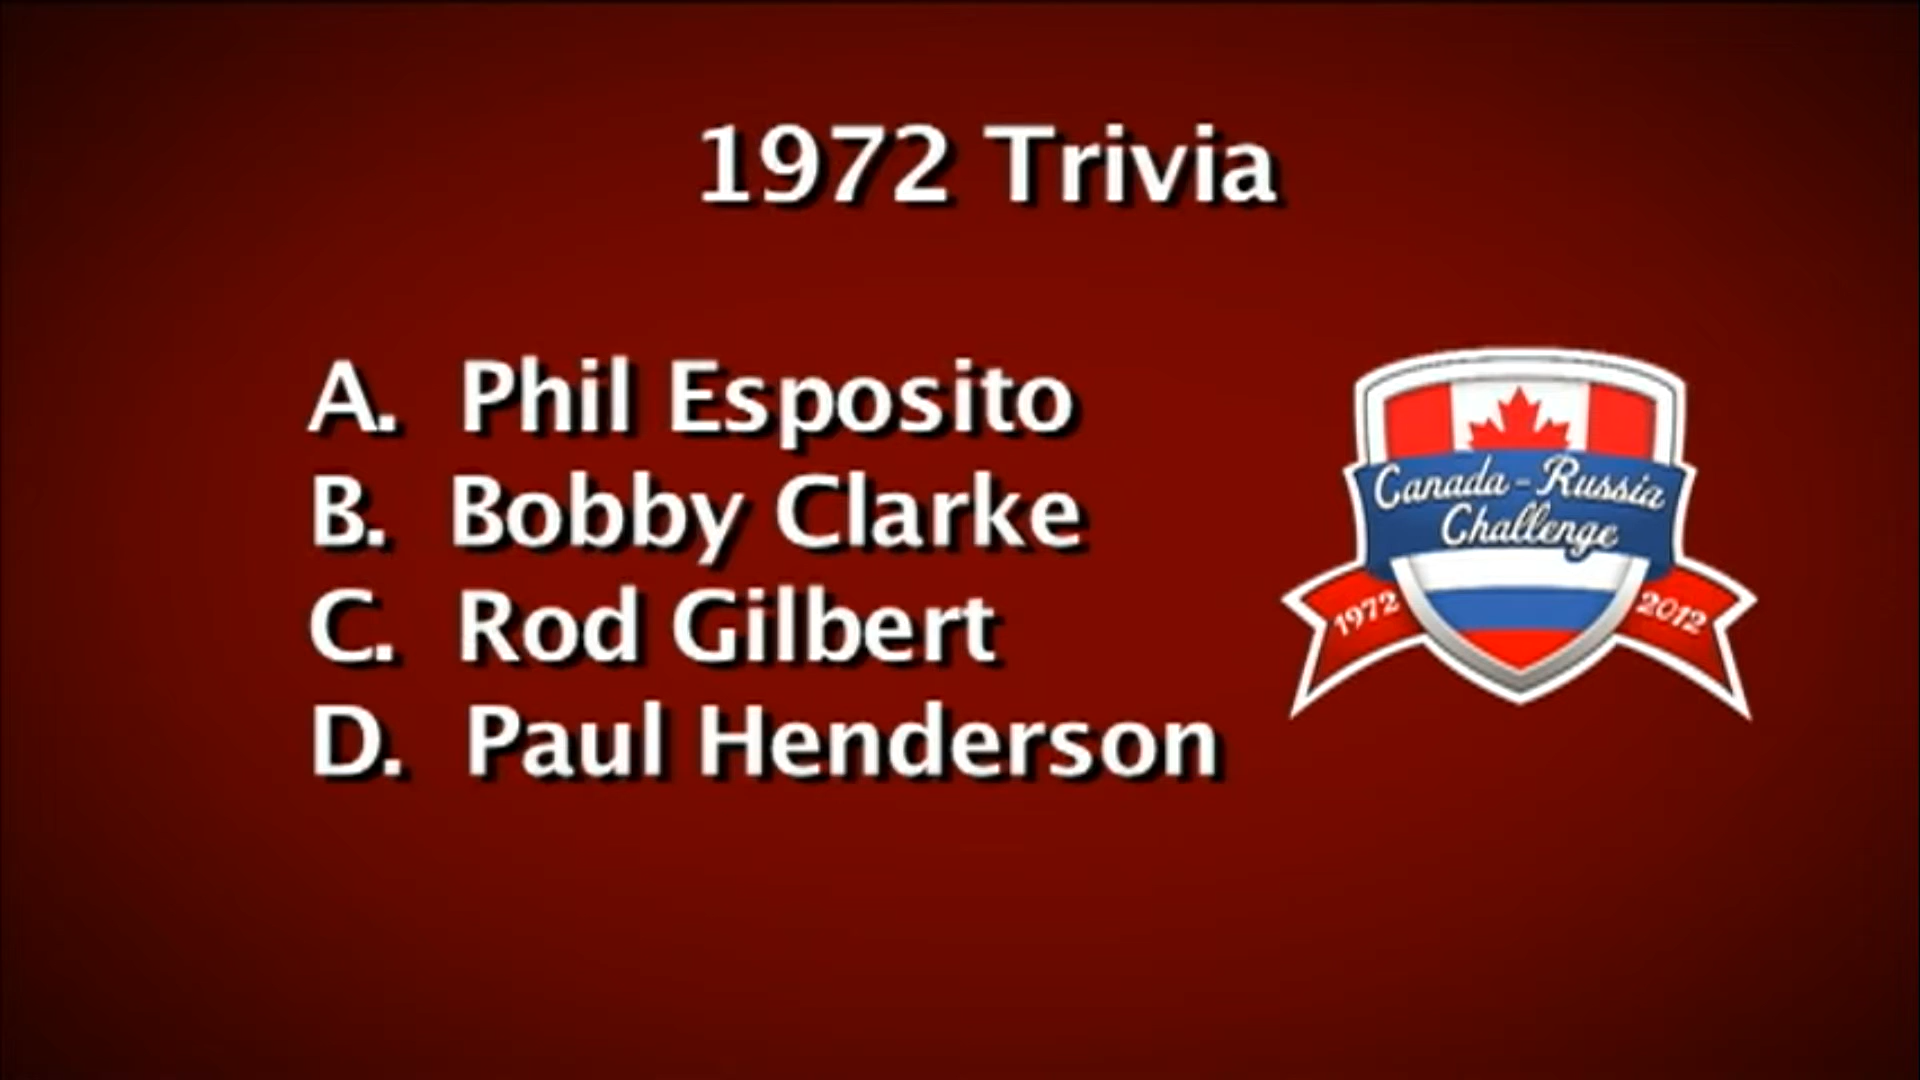 1972 Trivia
A. Phil Esposito
B. Bobby Clarke
C. Rod Gilbert
D. Paul Henderson
Canada - Russia
Challenge
1972
2012